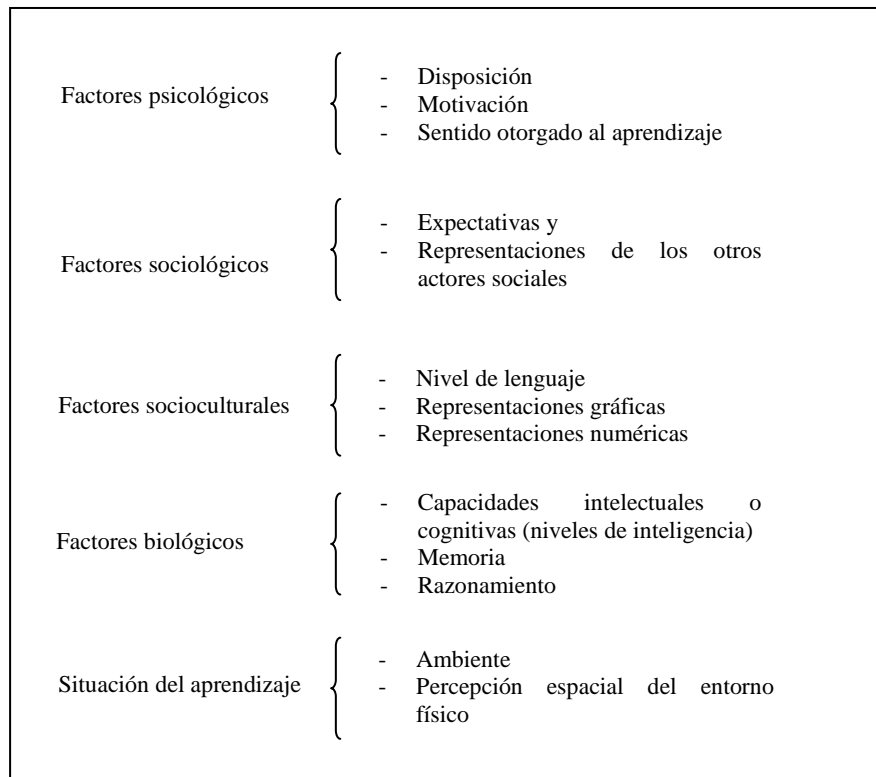 Factores psicológicos
- Disposición
- Motivación
- Sentido otorgado al aprendizaje
Factores sociológicos
- Expectativas y
- Representaciones de los otros
actores sociales
Factores socioculturales
- Nivel de lenguaje
- Representaciones gráficas
- Representaciones numéricas
Factores biológicos
- Capacidades intelectuales o
cognitivas (niveles de inteligencia)
- Memoria
- Razonamiento
Situación del aprendizaje
- Ambiente
- Percepción espacial del entorno
físico